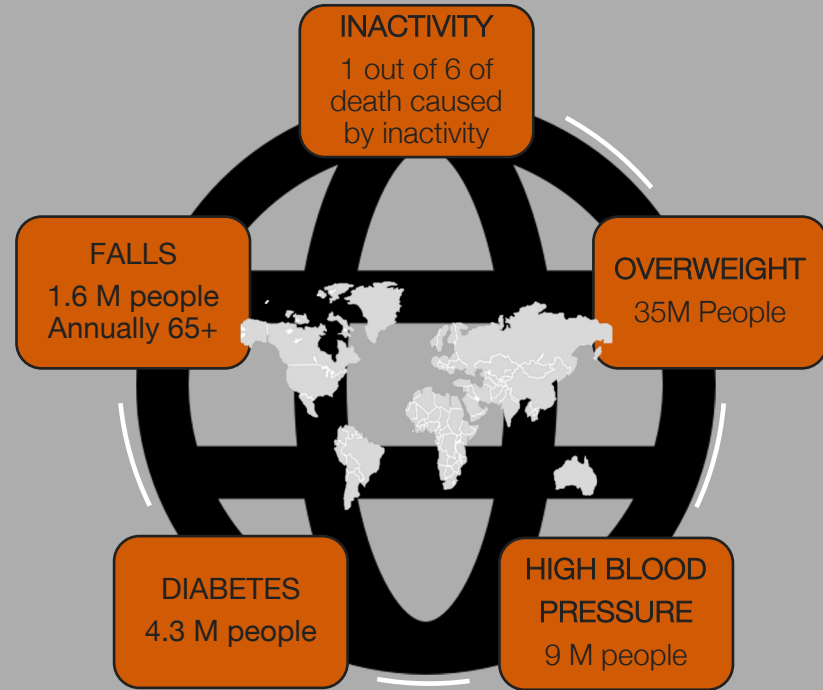 INACTIVITY
1 out of 6 of
death caused
by inactivity
FALLS
1.6 M people
Annually 65+
OVERWEIGHT
35M People
DIABETES
4.3 M people
HIGH BLOOD
PRESSURE
9 M people